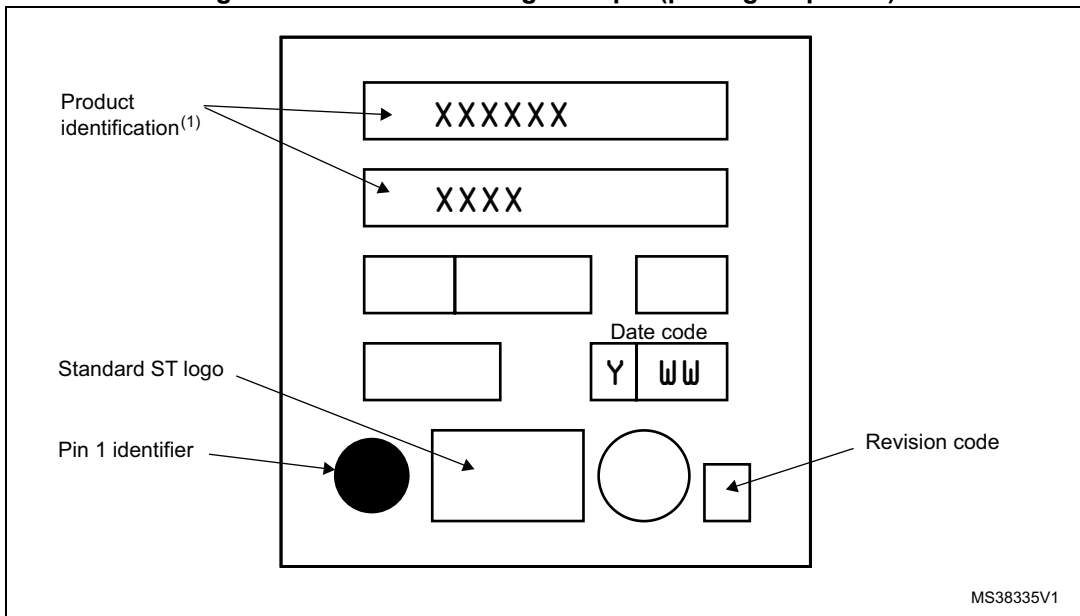 Product
identification(1)
XXXXXX
XXXX
Date code
Y WW
Standard ST logo
Pin 1 identifier
Revision code
MS38335V1